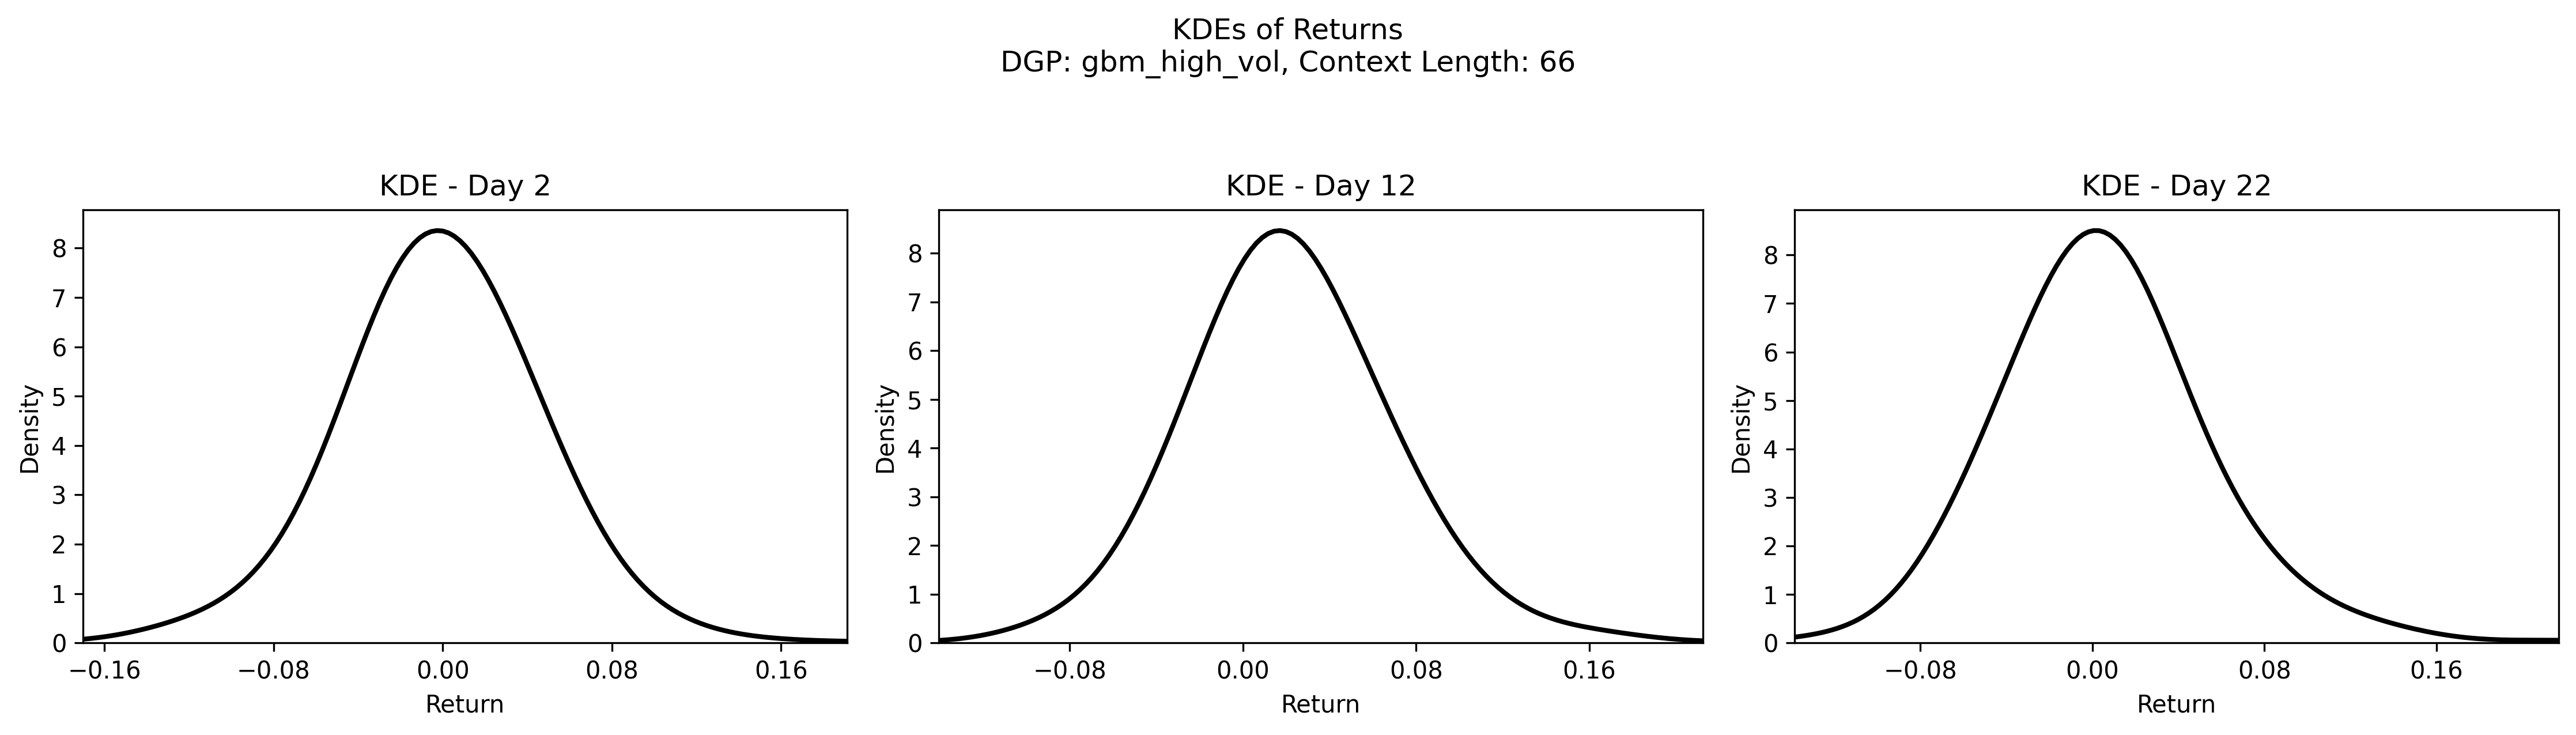 KDEs of Returns
DGP: gbm_high_vol, Context Length: 66
KDE - Day 2
8
7
6
5
4
3
2
1
0
Density
−0.16 −0.08 0.00 0.08 0.16
Return
KDE - Day 12
8
7
6
5
4
3
2
1
0
Density
−0.08 0.00 0.08 0.16
Return
KDE - Day 22
8
7
6
5
4
3
2
1
0
Density
−0.08 0.00 0.08 0.16
Return